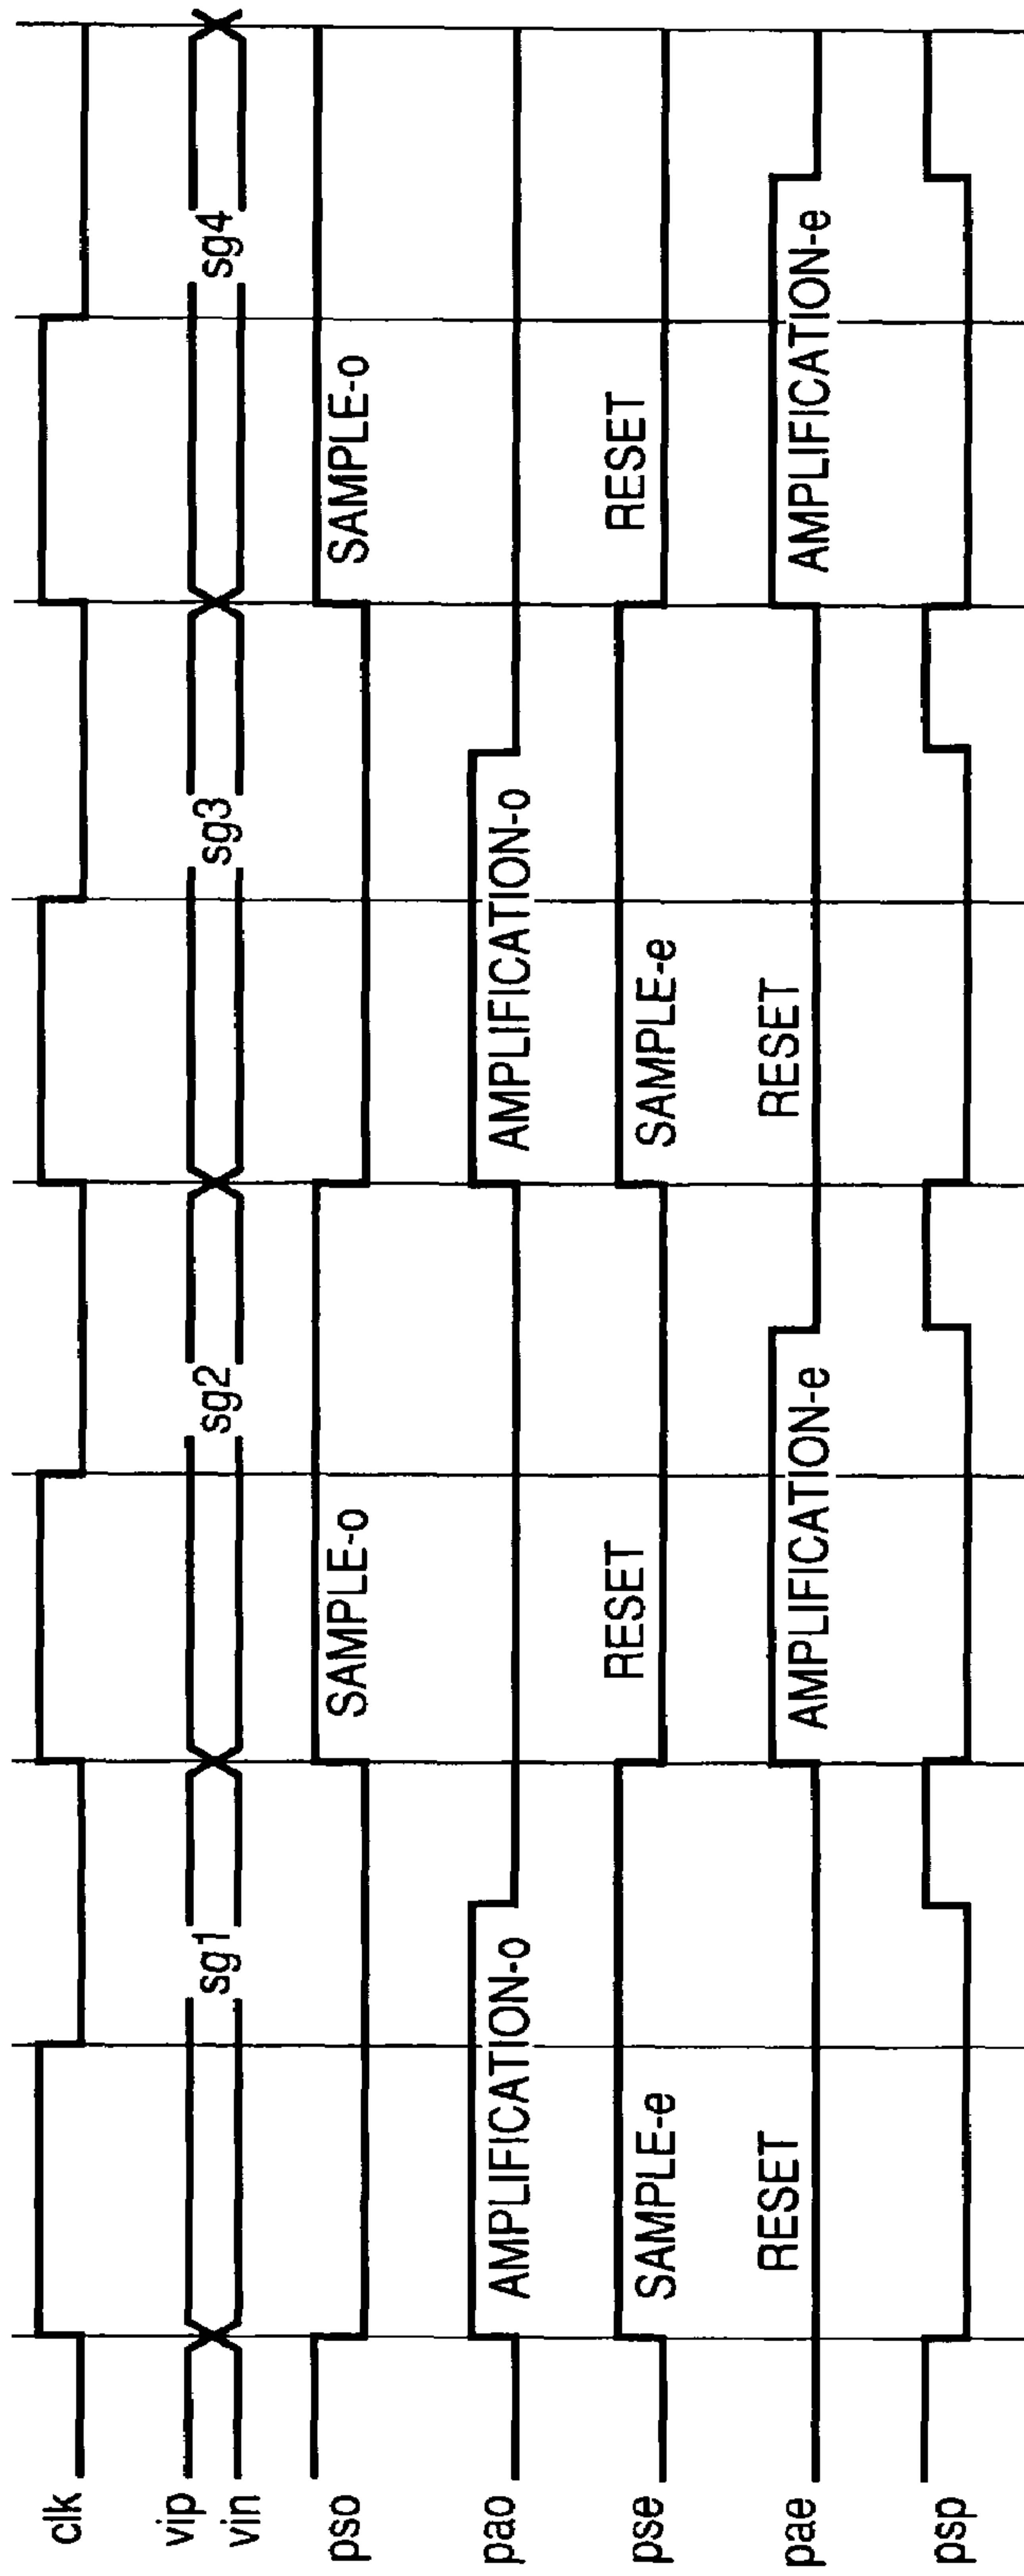 clk
vip
sg1
sg2
sg3
sg4
vin
pso
SAMPLE-o
SAMPLE-o
pao
AMPLIFICATION-o
AMPLIFICATION-o
pse
SAMPLE-e
RESET
SAMPLE-e
RESET
pae
RESET
AMPLIFICATION-e
RESET
AMPLIFICATION-e
psp